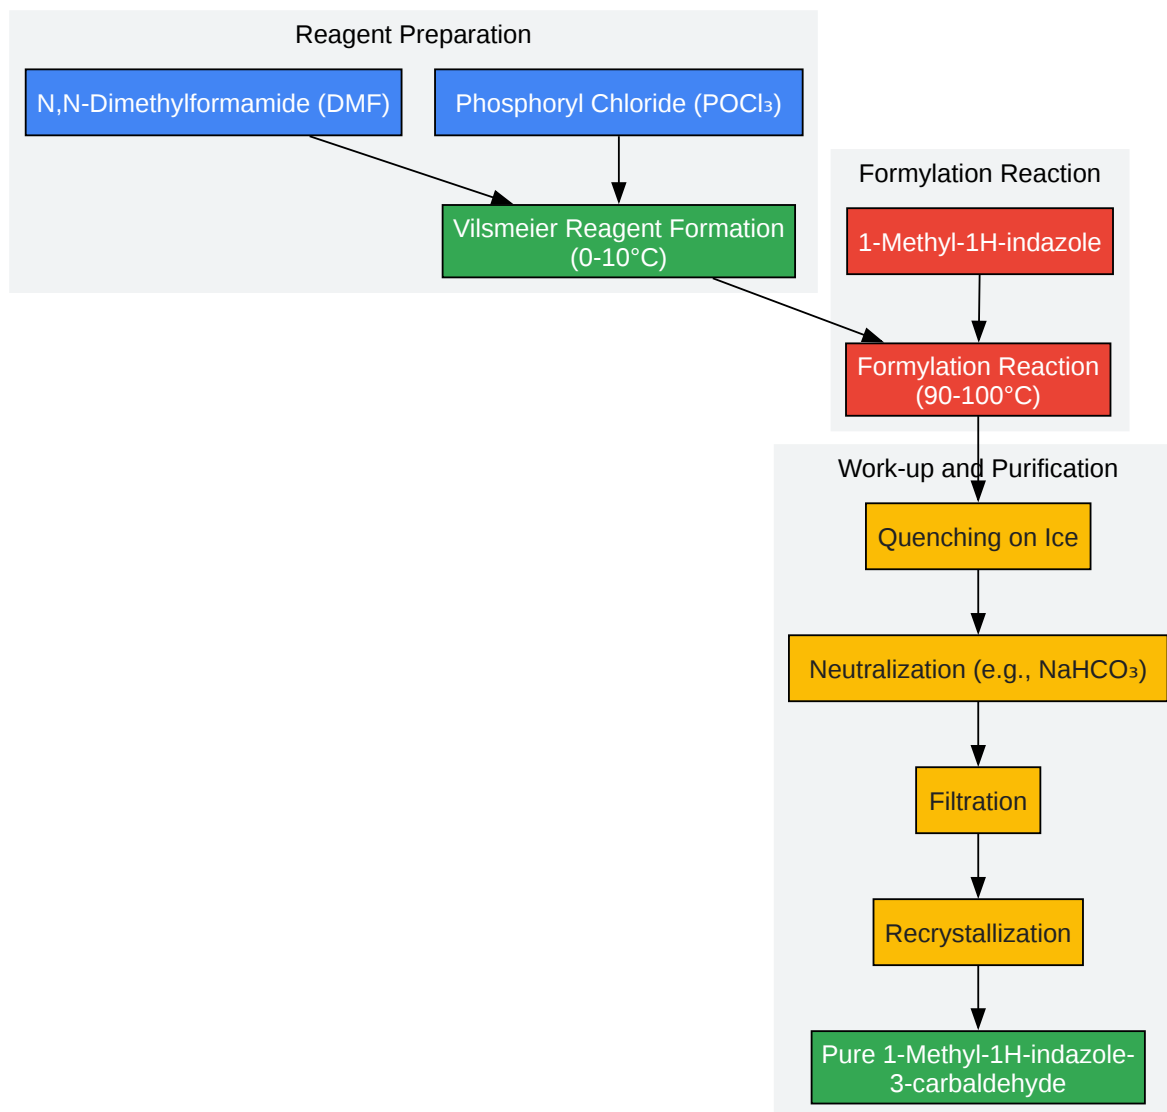 Reagent Preparation
N,N-Dimethylformamide (DMF)
Phosphoryl Chloride (POCl₃)
Vilsmeier Reagent Formation
(0-10°C)
Formylation Reaction
1-Methyl-1H-indazole
Formylation Reaction
(90-100°C)
Work-up and Purification
Quenching on Ice
Neutralization (e.g., NaHCO₃)
Filtration
Recrystallization
Pure 1-Methyl-1H-indazole-
3-carbaldehyde